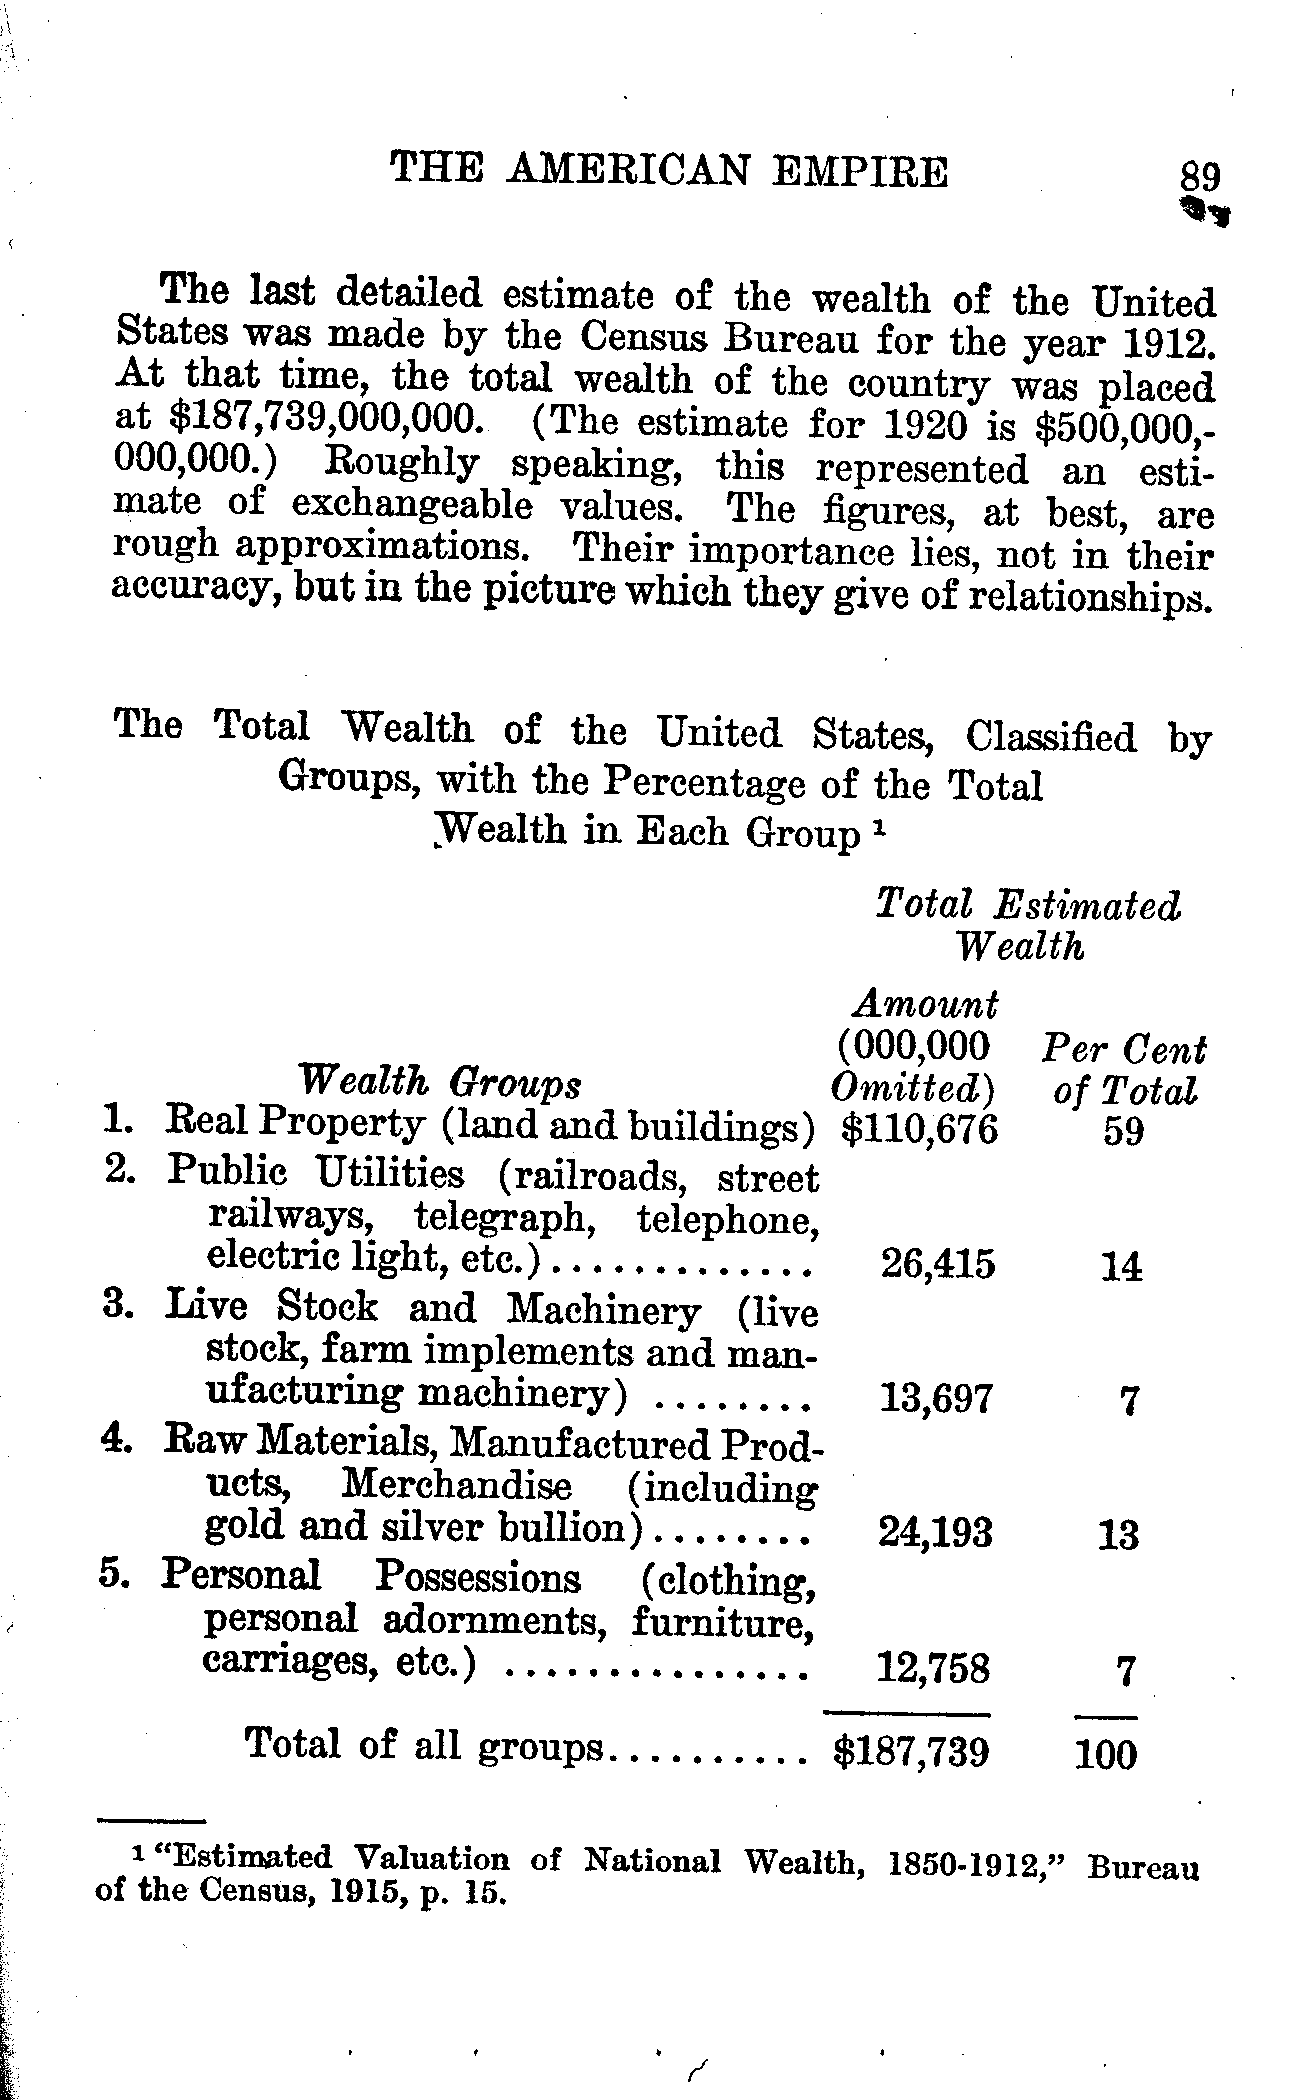 THE AMERICAN EMPIRE 89
The last detailed estimate of the wealth of the United
States was made by the Census Bureau for the year 1912.
At that time, the total wealth of the country was placed
at $187,739,000,000. (The estimate for 1920 is $500,000,-
000,000.) Roughly speaking, this represented an esti-
mate of exchangeable values. The figures, at best, are
rough approximations. Their importance lies, not in their
accuracy, but in the picture which they give of relationships.
The Total Wealth of the United States, Classified by
Groups, with the Percentage of the Total
Wealth in Each Group ¹
Total Estimated
Wealth
Amount
(000,000 Per Cent
Wealth Groups Omitted) of Total
1. Real Property (land and buildings) $110,676 59
2. Public Utilities (railroads, street
railways, telegraph, telephone,
electric light, etc.)............. 26,415 14
3. Live Stock and Machinery (live
stock, farm implements and man-
ufacturing machinery) ........ 13,697 7
4. Raw Materials, Manufactured Prod-
ucts, Merchandise (including
gold and silver bullion)........ 24,193 13
5. Personal Possessions (clothing,
personal adornments, furniture,
carriages, etc.) ............... 12,758 7
Total of all groups.......... $187,739 100
¹ “Estimated Valuation of National Wealth, 1850-1912,” Bureau
of the Census, 1915, p. 15.